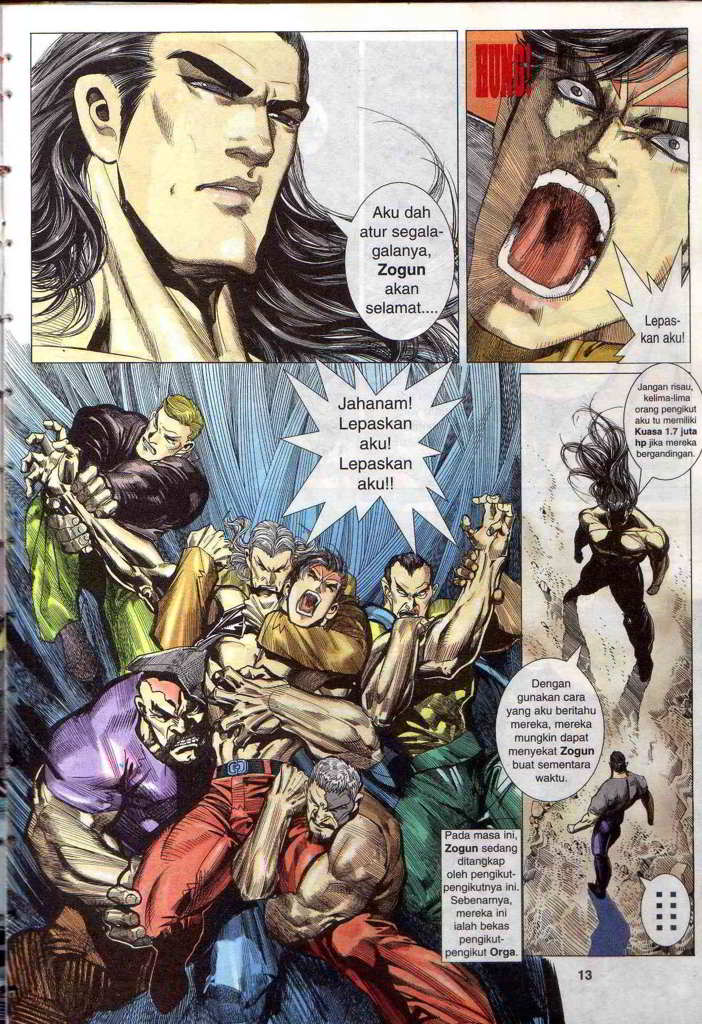 Aku dah
atur segala-
galanya,
Zogun
akan
selamat....
HUNG!
Lepas-
kan aku!
Jahanam!
Lepaskan
aku!
Lepaskan
aku!!
Jangan risau,
kelima-lima
orang pengikut
aku tu memiliki
Kuasa 1.7 juta
hp jika mereka
bergandingan.
Dengan
gunakan cara
yang aku beritahu
mereka, mereka
mungkin dapat
menyekat Zogun
buat sementara
waktu.
Pada masa ini,
Zogun sedang
ditangkap
oleh pengikut-
pengikutnya ini.
Sebenarnya,
mereka ini
ialah bekas
pengikut-
pengikut Orga.
13